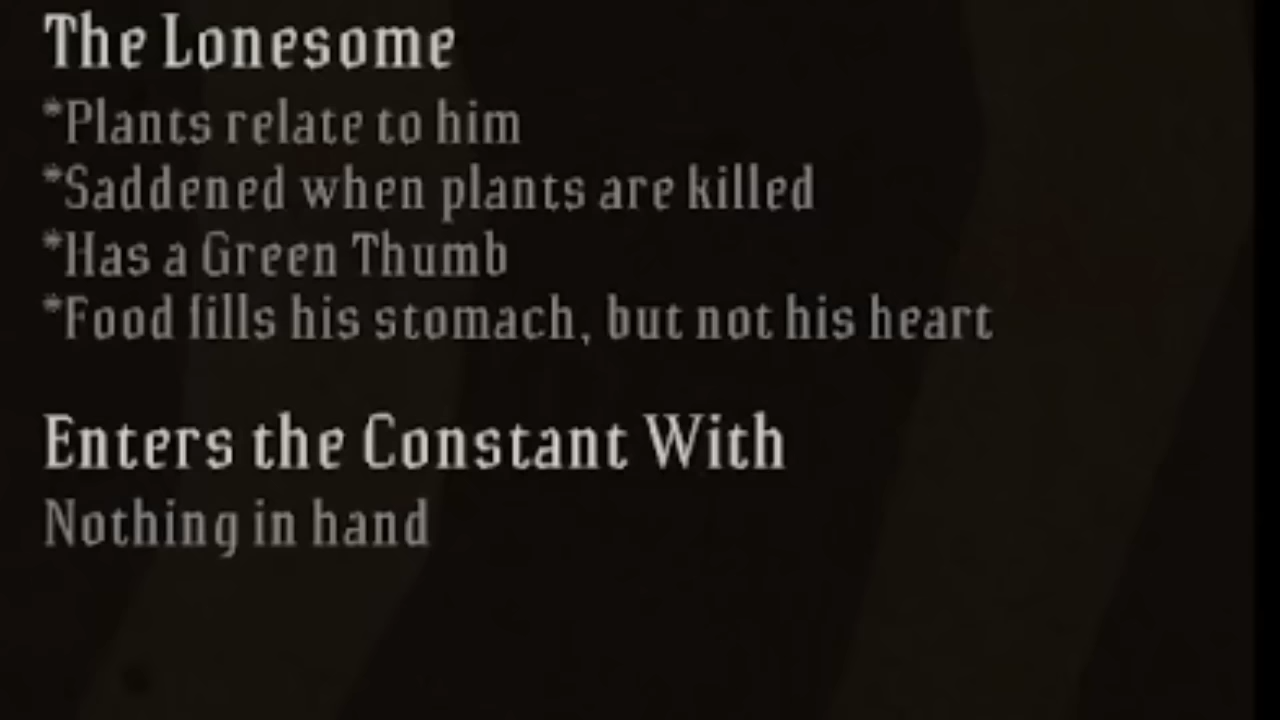 The Lonesome
*Plants relate to him
*Saddened when plants are killed
*Has a Green Thumb
*Food fills his stomach, but not his heart
Enters the Constant With
Nothing in hand